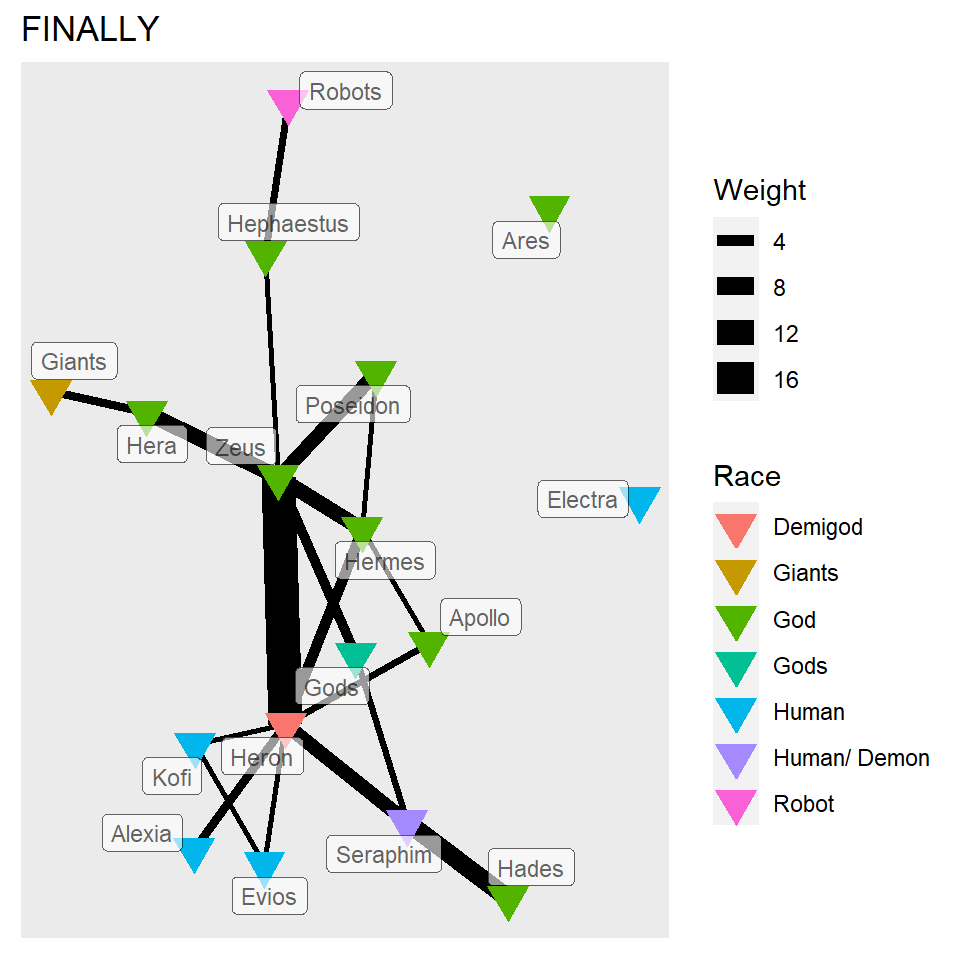 FINALLY
Robots
Hephaestus
Ares
Giants
Poseidon
Hera
Zeus
Electra
Hermes
Apollo
Gods
Heron
Kofi
Alexia
Seraphim
Hades
Evios
Weight
4
8
12
16
Race
Demigod
Giants
God
Gods
Human
Human/ Demon
Robot